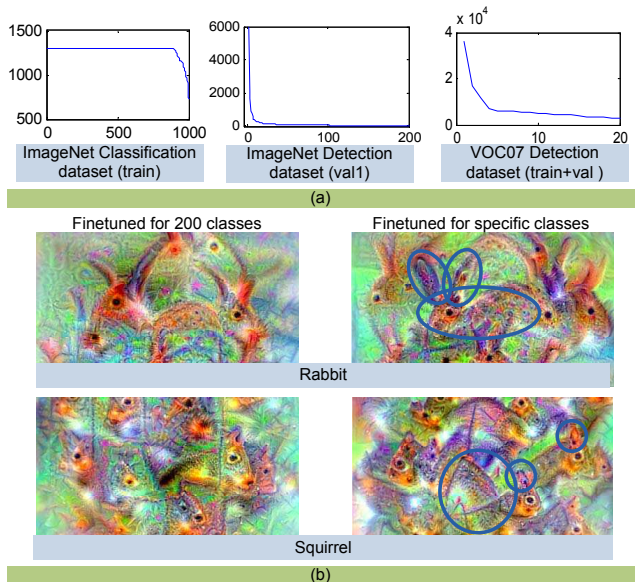 1500
1000
500
0
500
1000
ImageNet Classification
dataset (train)
6000
4000
2000
0
0
100
200
ImageNet Detection
dataset (val1)
x 10^4
4
2
0
0
10
20
VOC07 Detection
dataset (train+val )
(a)
Finetuned for 200 classes
Finetuned for specific classes
Rabbit
Squirrel
(b)